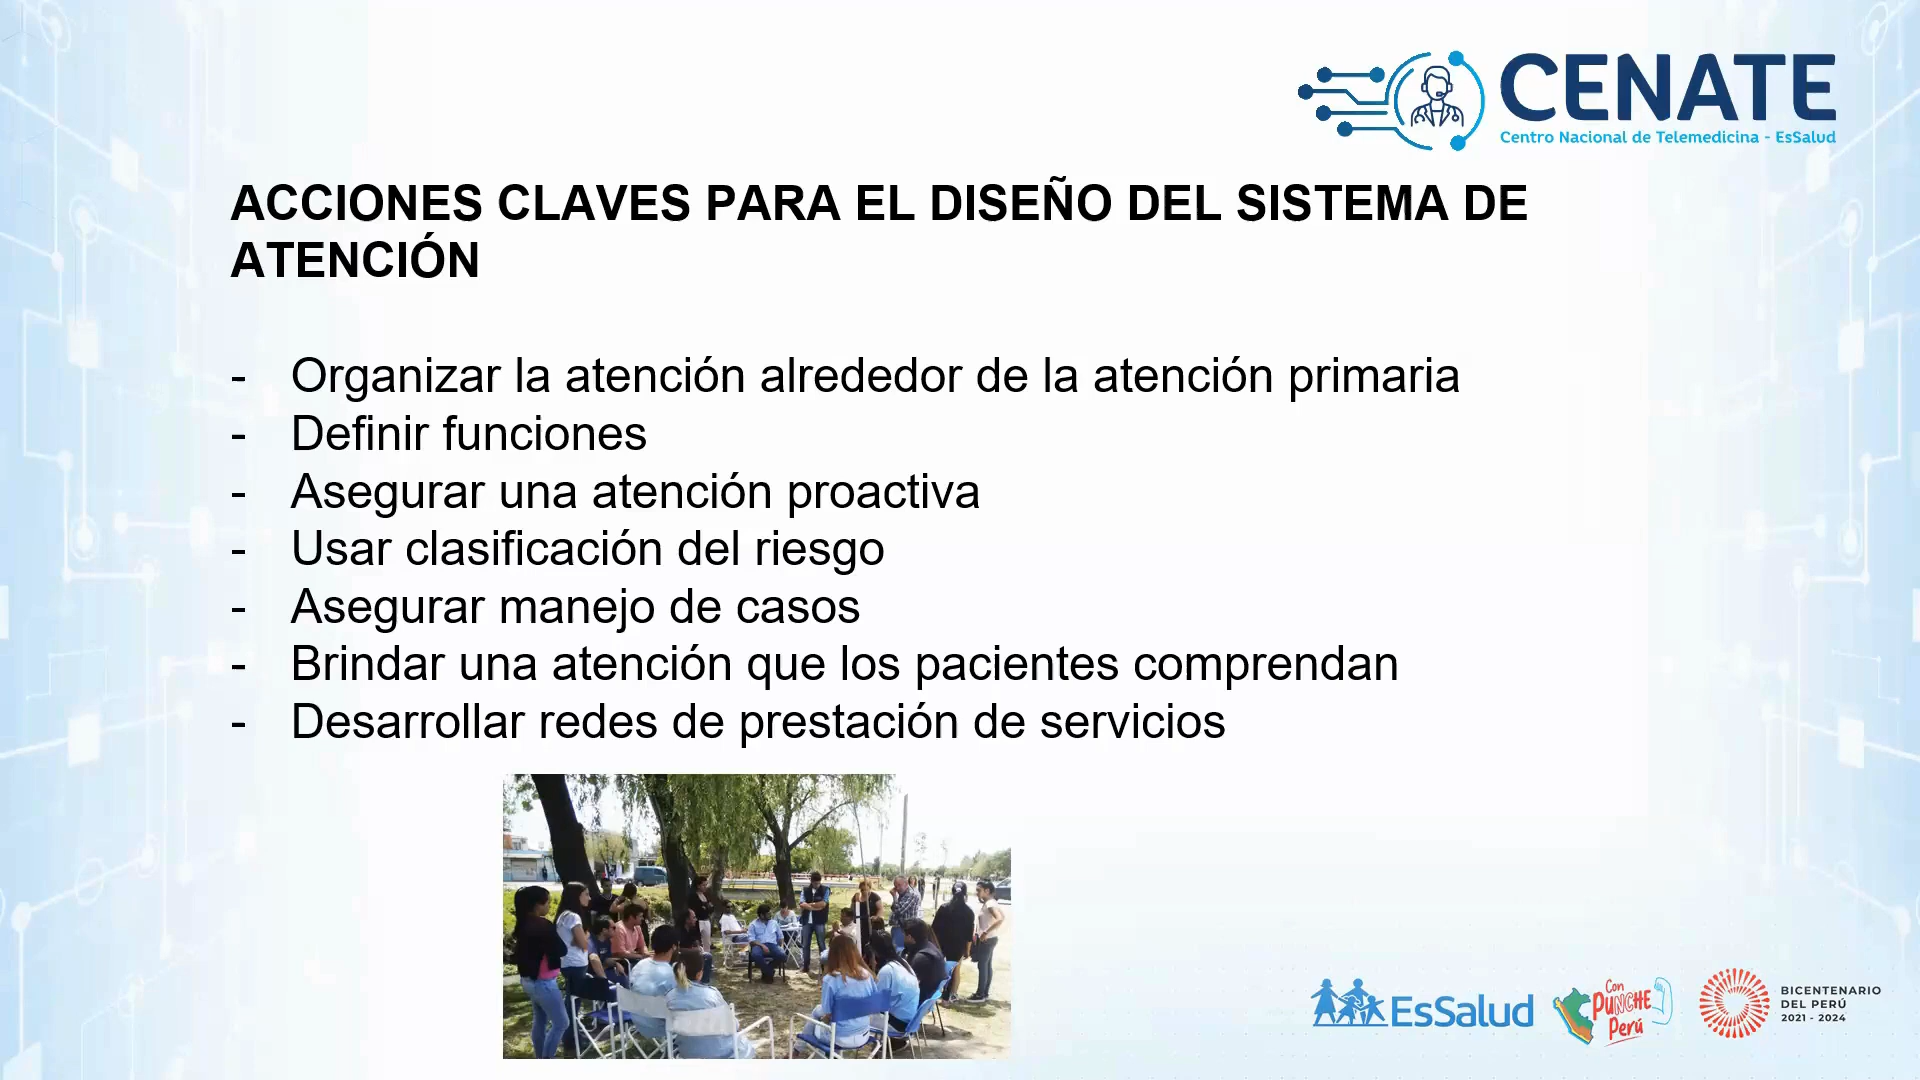 CENATE
Centro Nacional de Telemedicina - EsSalud
ACCIONES CLAVES PARA EL DISEÑO DEL SISTEMA DE
ATENCIÓN
- Organizar la atención alrededor de la atención primaria
- Definir funciones
- Asegurar una atención proactiva
- Usar clasificación del riesgo
- Asegurar manejo de casos
- Brindar una atención que los pacientes comprendan
- Desarrollar redes de prestación de servicios
EsSalud
Con
PUNCHE
Perú
BICENTENARIO
DEL PERÚ
2021 - 2024